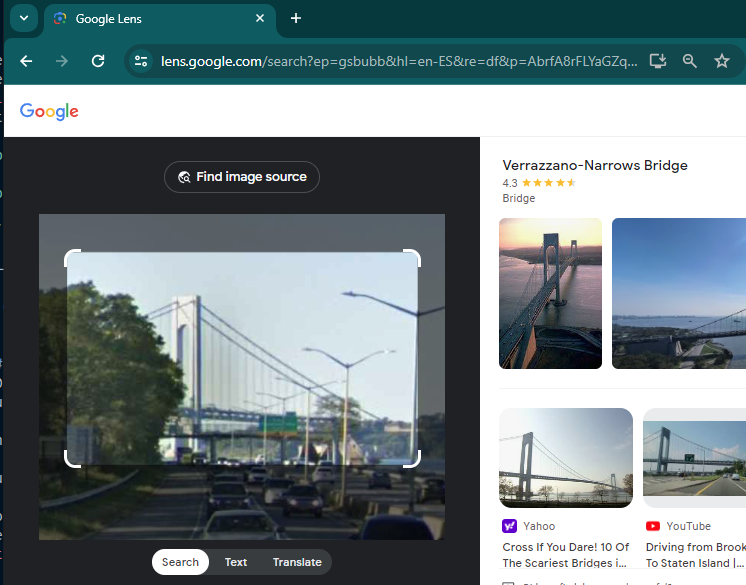 Google Lens
lens.google.com/search?ep=gsbubb&hl=en-ES&re=df&p=AbrfA8rFLYaGZq...
Google
Find image source
Verrazzano-Narrows Bridge
4.3
Bridge
Yahoo
Cross If You Dare! 10 Of
The Scariest Bridges i...
YouTube
Driving from Brook
To Staten Island |...
Search
Text
Translate